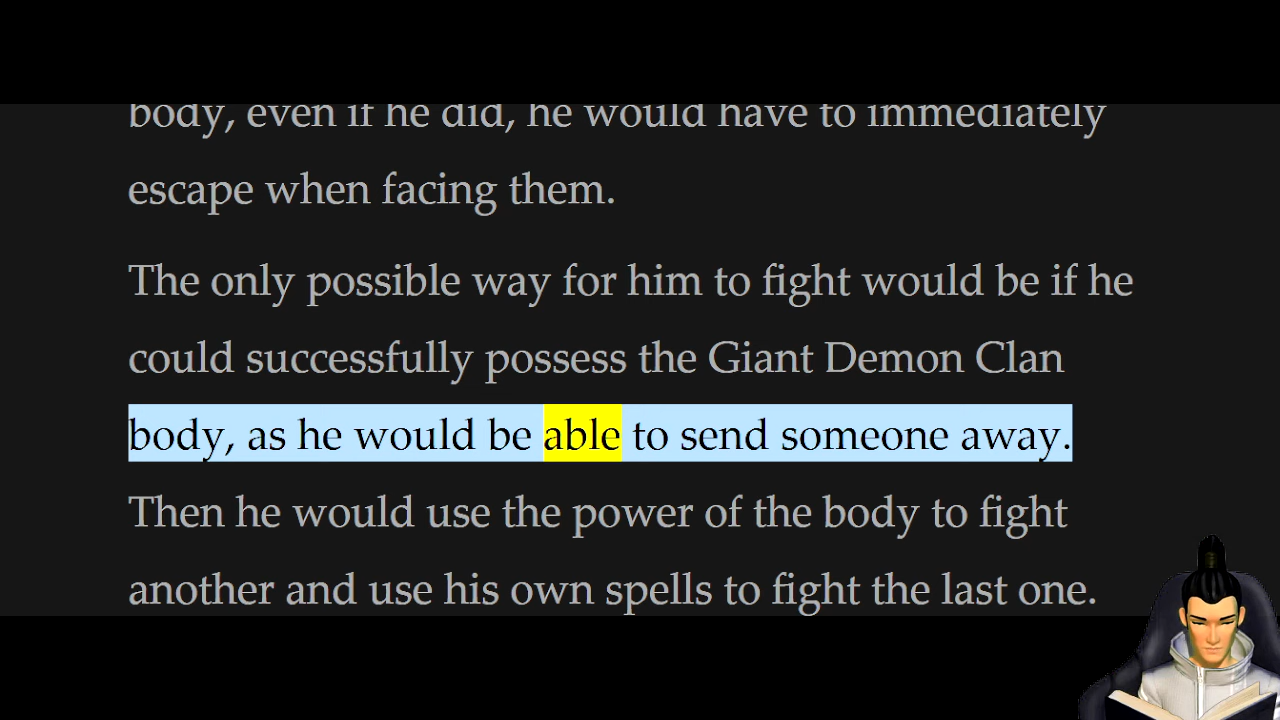 body, even if he did, he would have to immediately
escape when facing them.
The only possible way for him to fight would be if he
could successfully possess the Giant Demon Clan
body, as he would be able to send someone away.
Then he would use the power of the body to fight
another and use his own spells to fight the last one.